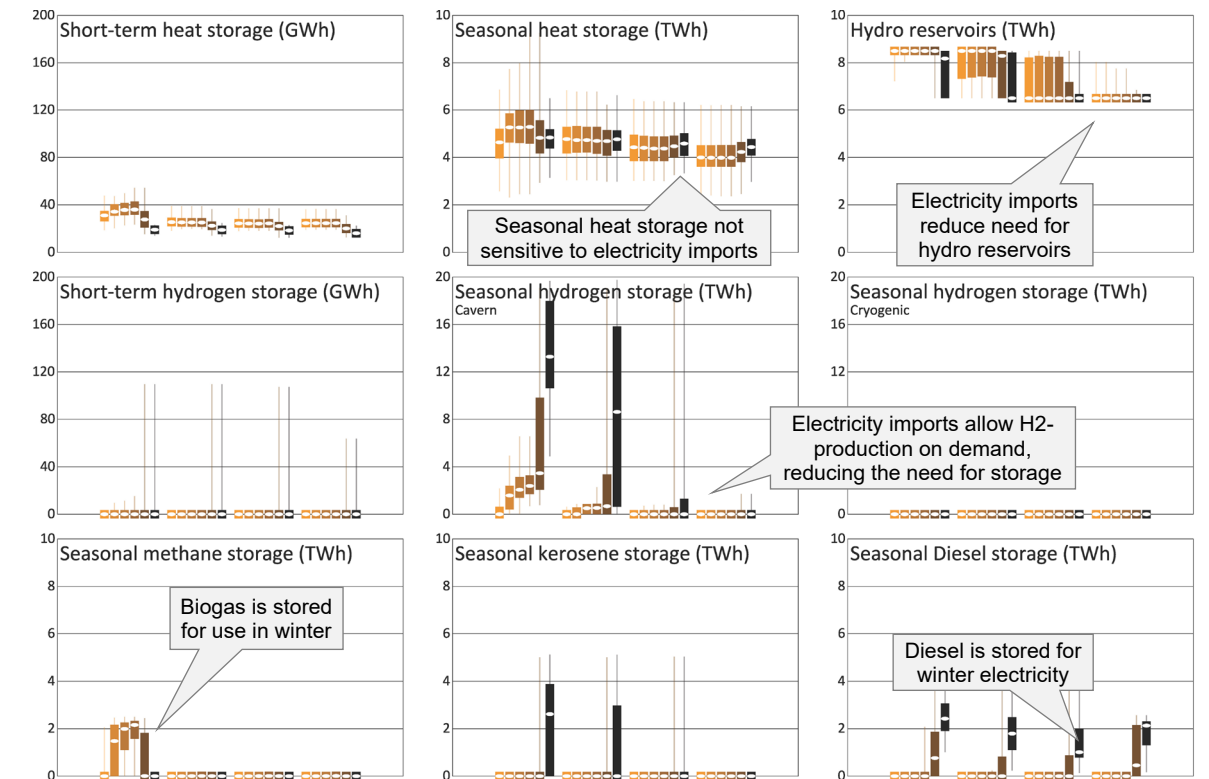 Short-term heat storage (GWh)
200
160
120
80
40
0
Seasonal heat storage (TWh)
10
8
6
4
2
0
Seasonal heat storage not
sensitive to electricity imports
Hydro reservoirs (TWh)
10
8
6
4
2
0
Electricity imports
reduce need for
hydro reservoirs
Short-term hydrogen storage (GWh)
200
160
120
80
40
0
Seasonal hydrogen storage (TWh)
Cavern
20
16
12
8
4
0
Electricity imports allow H2-
production on demand,
reducing the need for storage
Seasonal hydrogen storage (TWh)
Cryogenic
20
16
12
0
Seasonal methane storage (TWh)
10
8
6
4
2
0
Biogas is stored
for use in winter
Seasonal kerosene storage (TWh)
10
8
6
4
2
0
Seasonal Diesel storage (TWh)
10
8
6
4
2
0
Diesel is stored for
winter electricity